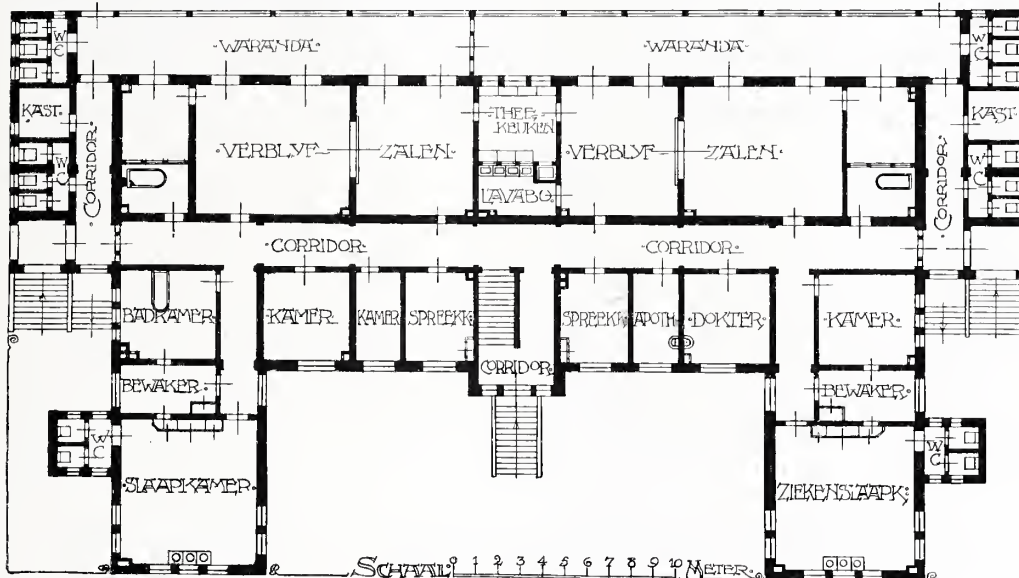 ·WARANDA·
·WARANDA·
W
C
W
C
KAST·
THEE
KEUKEN
KAST
·VERBLYF— ZALEN·
·VERBLYF— ZALEN·
CORRIDOR·
CORRIDOR·
W
C
W
C
LAVABO·
·CORRIDOR·
·CORRIDOR·
BADKAMER·
·KAMER·
KAMER·
SPREEKK·
SPREEKK·
APOTH·
DOKTER·
·KAMER·
CORRIDOR·
BEWAKER·
·BEWAKER·
W
C
W
C
·SLAAPKAMER·
ZIEKENSLAAPK:
SCHAAL 0 1 2 3 4 5 6 7 8 9 10 METER·